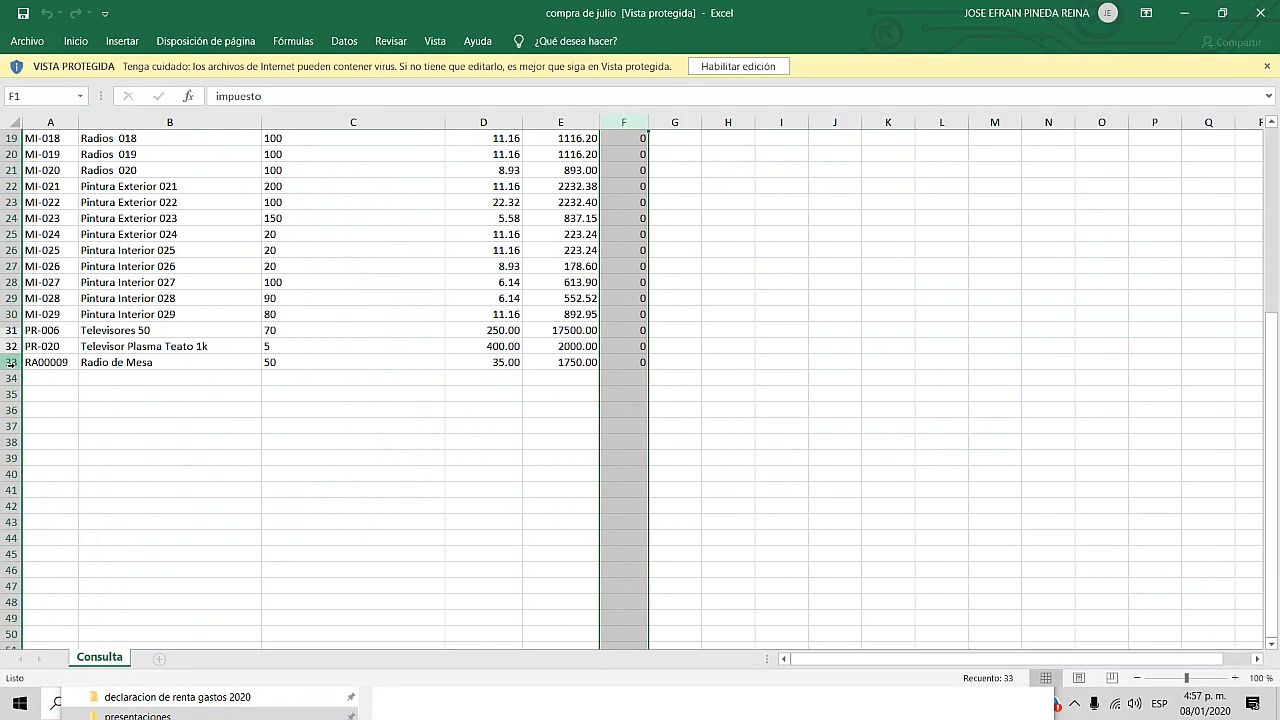 compra de julio [Vista protegida] - Excel
JOSE EFRAIN PINEDA REINA
JE
Archivo Inicio Insertar Disposición de página Fórmulas Datos Revisar Vista Ayuda ¿Qué desea hacer? Compartir
VISTA PROTEGIDA Tenga cuidado: los archivos de Internet pueden contener virus. Si no tiene que editarlo, es mejor que siga en Vista protegida. Habilitar edición
F1 fx impuesto
A B C D E F G H I J K L M N O P Q
19 MI-018 Radios 018 100 11.16 1116.20 0
20 MI-019 Radios 019 100 11.16 1116.20 0
21 MI-020 Radios 020 100 8.93 893.00 0
22 MI-021 Pintura Exterior 021 200 11.16 2232.38 0
23 MI-022 Pintura Exterior 022 100 22.32 2232.40 0
24 MI-023 Pintura Exterior 023 150 5.58 837.15 0
25 MI-024 Pintura Exterior 024 20 11.16 223.24 0
26 MI-025 Pintura Interior 025 20 11.16 223.24 0
27 MI-026 Pintura Interior 026 20 8.93 178.60 0
28 MI-027 Pintura Interior 027 100 6.14 613.90 0
29 MI-028 Pintura Interior 028 90 6.14 552.52 0
30 MI-029 Pintura Interior 029 80 11.16 892.95 0
31 PR-006 Televisores 50 70 250.00 17500.00 0
32 PR-020 Televisor Plasma Teato 1k 5 400.00 2000.00 0
33 RA00009 Radio de Mesa 50 35.00 1750.00 0
34
35
36
37
38
39
40
41
42
43
44
45
46
47
48
49
50
Consulta
Listo Recuento: 33 100 %
declaracion de renta gastos 2020
presentaciones
ESP
4:57 p. m.
08/01/2020